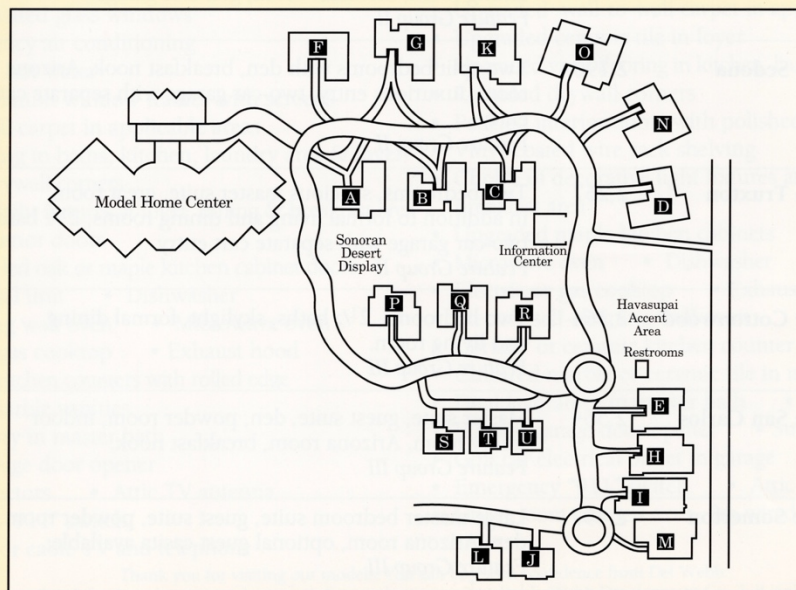 F
G
K
O
N
Model Home Center
A
B
C
D
Sonoran
Desert
Display
Information
Center
P
Q
R
Havasupai
Accent
Area
Restrooms
E
S
T
U
H
I
L
J
M